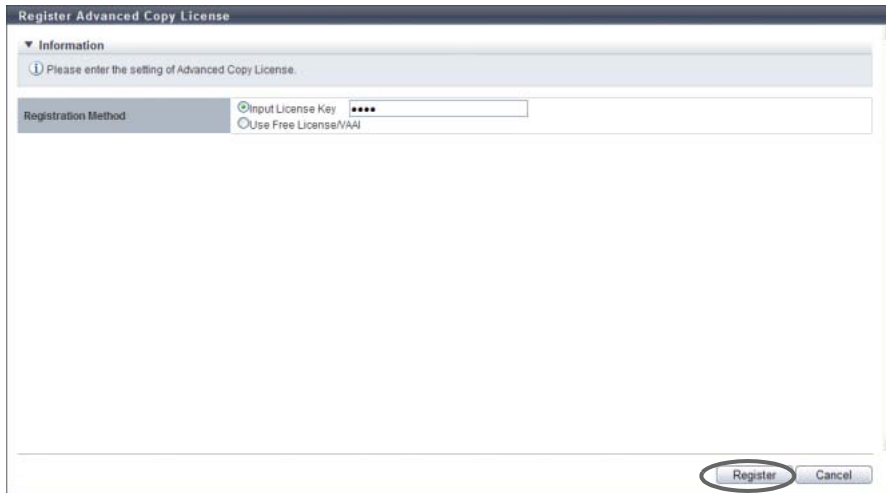 Register Advanced Copy License
Information
Please enter the setting of Advanced Copy License.
Registration Method
Input License Key ••••
Use Free License/VAAI
Register Cancel